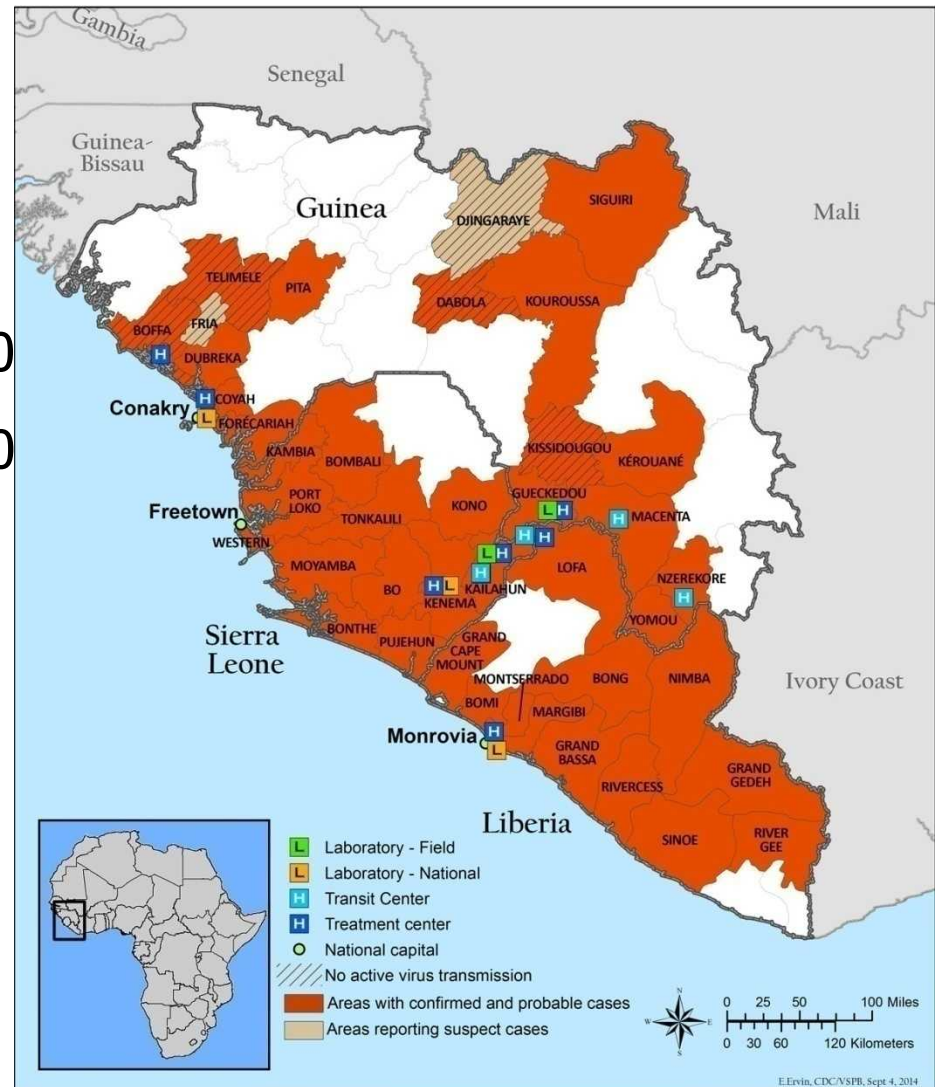 Gambia
Senegal
Guinea-
Bissau
Guinea
Mali
DJINGARAYE
SIGUIRI
TELIMELE
PITA
DABOLA
KOUROUSSA
FRIA
BOFFA
H
DUBREKA
0
H
COYAH
Conakry
L
FORÉCARIAH
0
KISSIDOUGOU
KÉROUANÉ
KAMBIA
BOMBALI
GUECKEDOU
PORT
LOKO
KONO
L H
H
MACENTA
Freetown
TONKALILI
H H
WESTERN
L H
LOFA
MOYAMBA
H
KAILAHUN
NZEREKORE
BO
H L
KENEMA
H
YOMOU
BONTHE
PUJEHUN
Sierra
Leone
GRAND
CAPE
MOUNT
MONTSERRADO
BONG
NIMBA
Ivory Coast
BOMI
MARGIBI
H
Monrovia
L
GRAND
BASSA
GRAND
GEDEH
RIVERCESS
Liberia
SINOE
RIVER
GEE
L Laboratory - Field
L Laboratory - National
H Transit Center
H Treatment center
National capital
No active virus transmission
Areas with confirmed and probable cases
Areas reporting suspect cases
N
W E
S
0 25 50 100 Miles
0 30 60 120 Kilometers
E.Ervin, CDC/VSPB, Sept 4, 2014